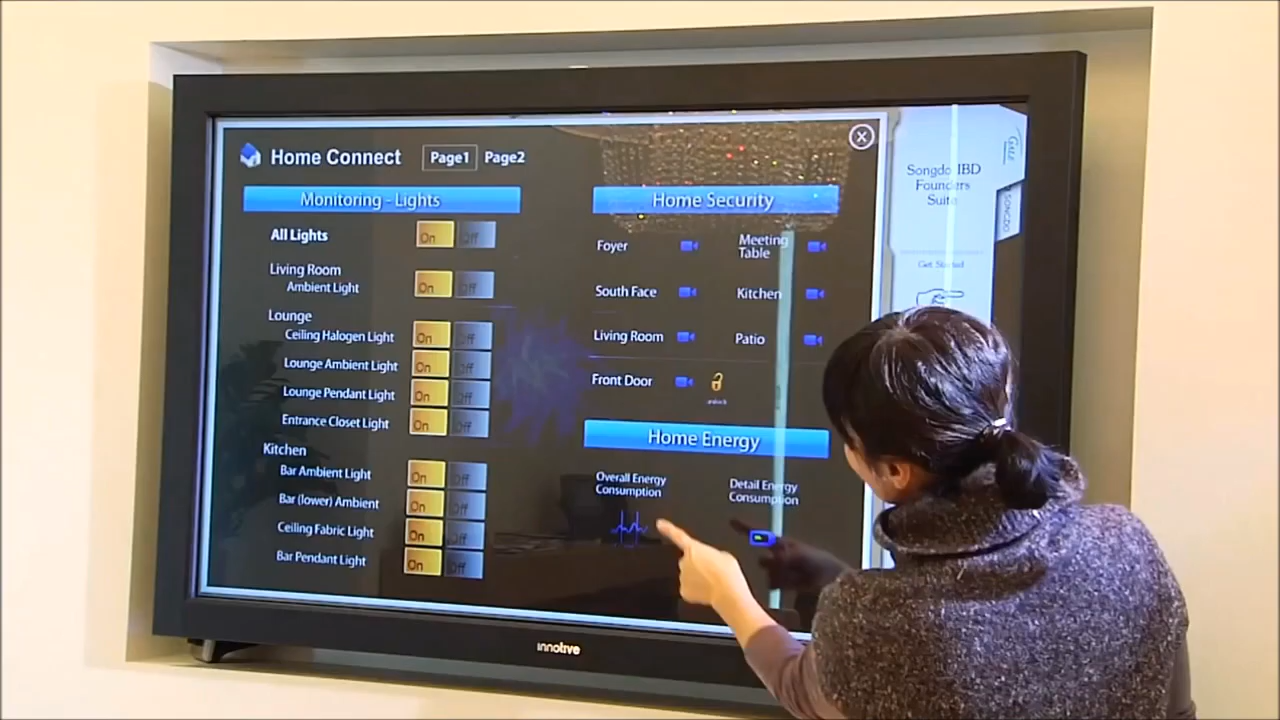 Home Connect
Page1
Page2
Monitoring - Lights
All Lights
On
Off
Living Room
Ambient Light
On
Off
Lounge
Ceiling Halogen Light
On
Off
Lounge Ambient Light
On
Off
Lounge Pendant Light
On
Off
Entrance Closet Light
On
Off
Kitchen
Bar Ambient Light
On
Off
Bar (lower) Ambient
On
Off
Ceiling Fabric Light
On
Off
Bar Pendant Light
On
Off
Home Security
Foyer
Meeting
Table
South Face
Kitchen
Living Room
Patio
Front Door
unlock
Home Energy
Overall Energy
Consumption
Detail Energy
Consumption
Songdo IBD
Founders
Suite
Get Started
GALE
SONGDO
innotive